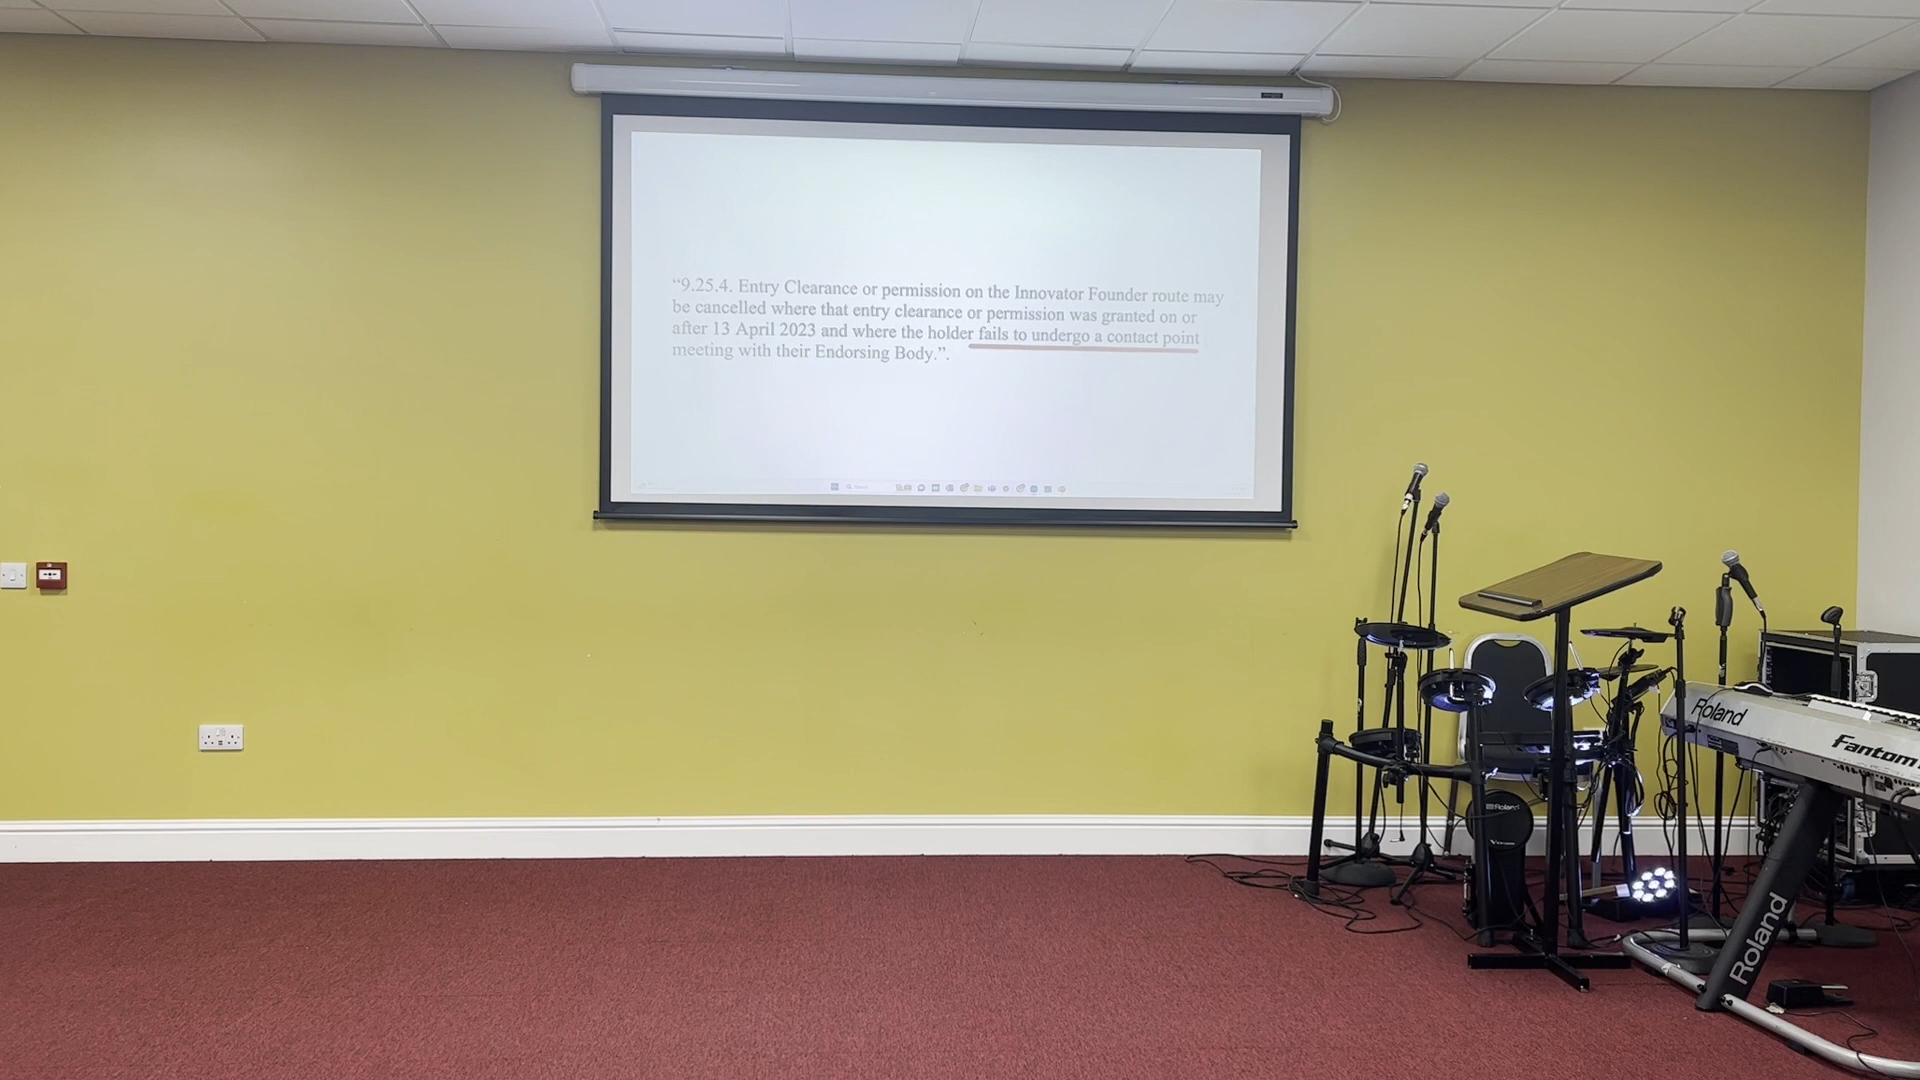 “9.25.4. Entry Clearance or permission on the Innovator Founder route may
be cancelled where that entry clearance or permission was granted on or
after 13 April 2023 and where the holder fails to undergo a contact point
meeting with their Endorsing Body.”.
Roland
Fantom
Roland
Roland